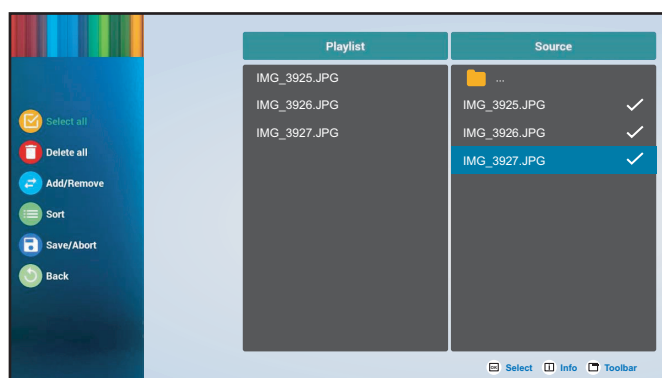 Select all
Delete all
Add/Remove
Sort
Save/Abort
Back
Playlist
IMG_3925.JPG
IMG_3926.JPG
IMG_3927.JPG
Source
...
IMG_3925.JPG
IMG_3926.JPG
IMG_3927.JPG
OK Select Info Toolbar